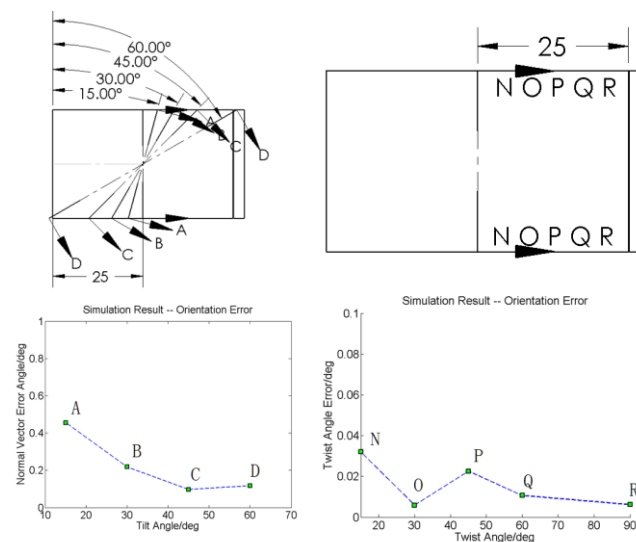 60.00°
45.00°
30.00°
15.00°
A
B
C
D
A
B
C
D
25
25
N O P Q R
N O P Q R
Simulation Result -- Orientation Error
Normal Vector Error Angle/deg
1
0.8
0.6
0.4
0.2
0
A
B
C
D
10 20 30 40 50 60 70
Tilt Angle/deg
Simulation Result -- Orientation Error
Twist Angle Error/deg
0.1
0.08
0.06
0.04
0.02
0
N
O
P
Q
R
20 30 40 50 60 70 80 90
Twist Angle/deg